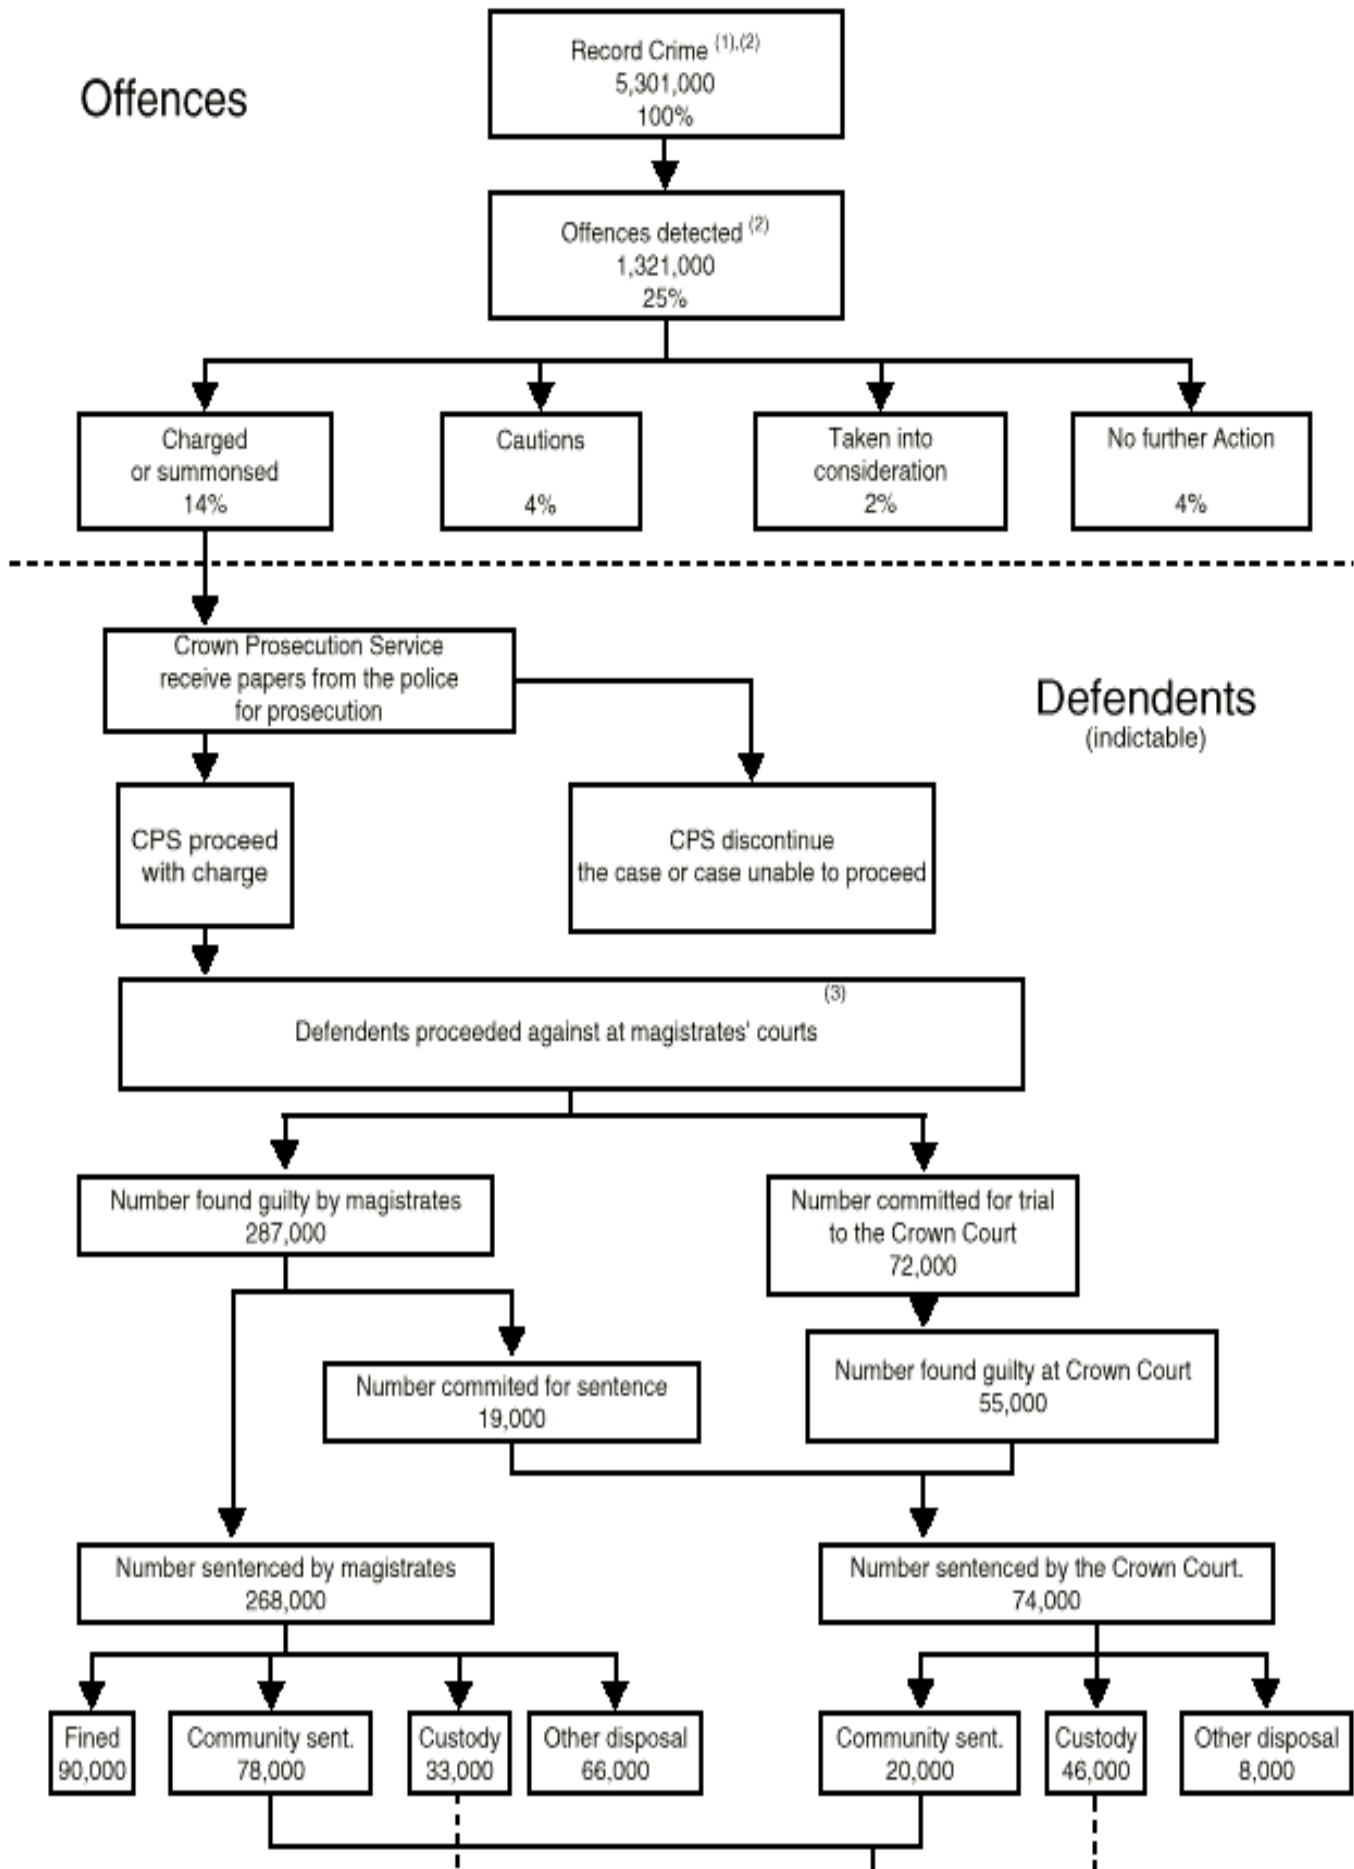 Offences
Record Crime (1),(2)
5,301,000
100%
Offences detected (2)
1,321,000
25%
Charged
or summonsed
14%
Cautions
4%
Taken into
consideration
2%
No further Action
4%
Crown Prosecution Service
receive papers from the police
for prosecution
Defendents
(indictable)
CPS proceed
with charge
CPS discontinue
the case or case unable to proceed
(3)
Defendents proceeded against at magistrates' courts
Number found guilty by magistrates
287,000
Number committed for trial
to the Crown Court
72,000
Number commited for sentence
19,000
Number found guilty at Crown Court
55,000
Number sentenced by magistrates
268,000
Number sentenced by the Crown Court.
74,000
Fined
90,000
Community sent.
78,000
Custody
33,000
Other disposal
66,000
Community sent.
20,000
Custody
46,000
Other disposal
8,000